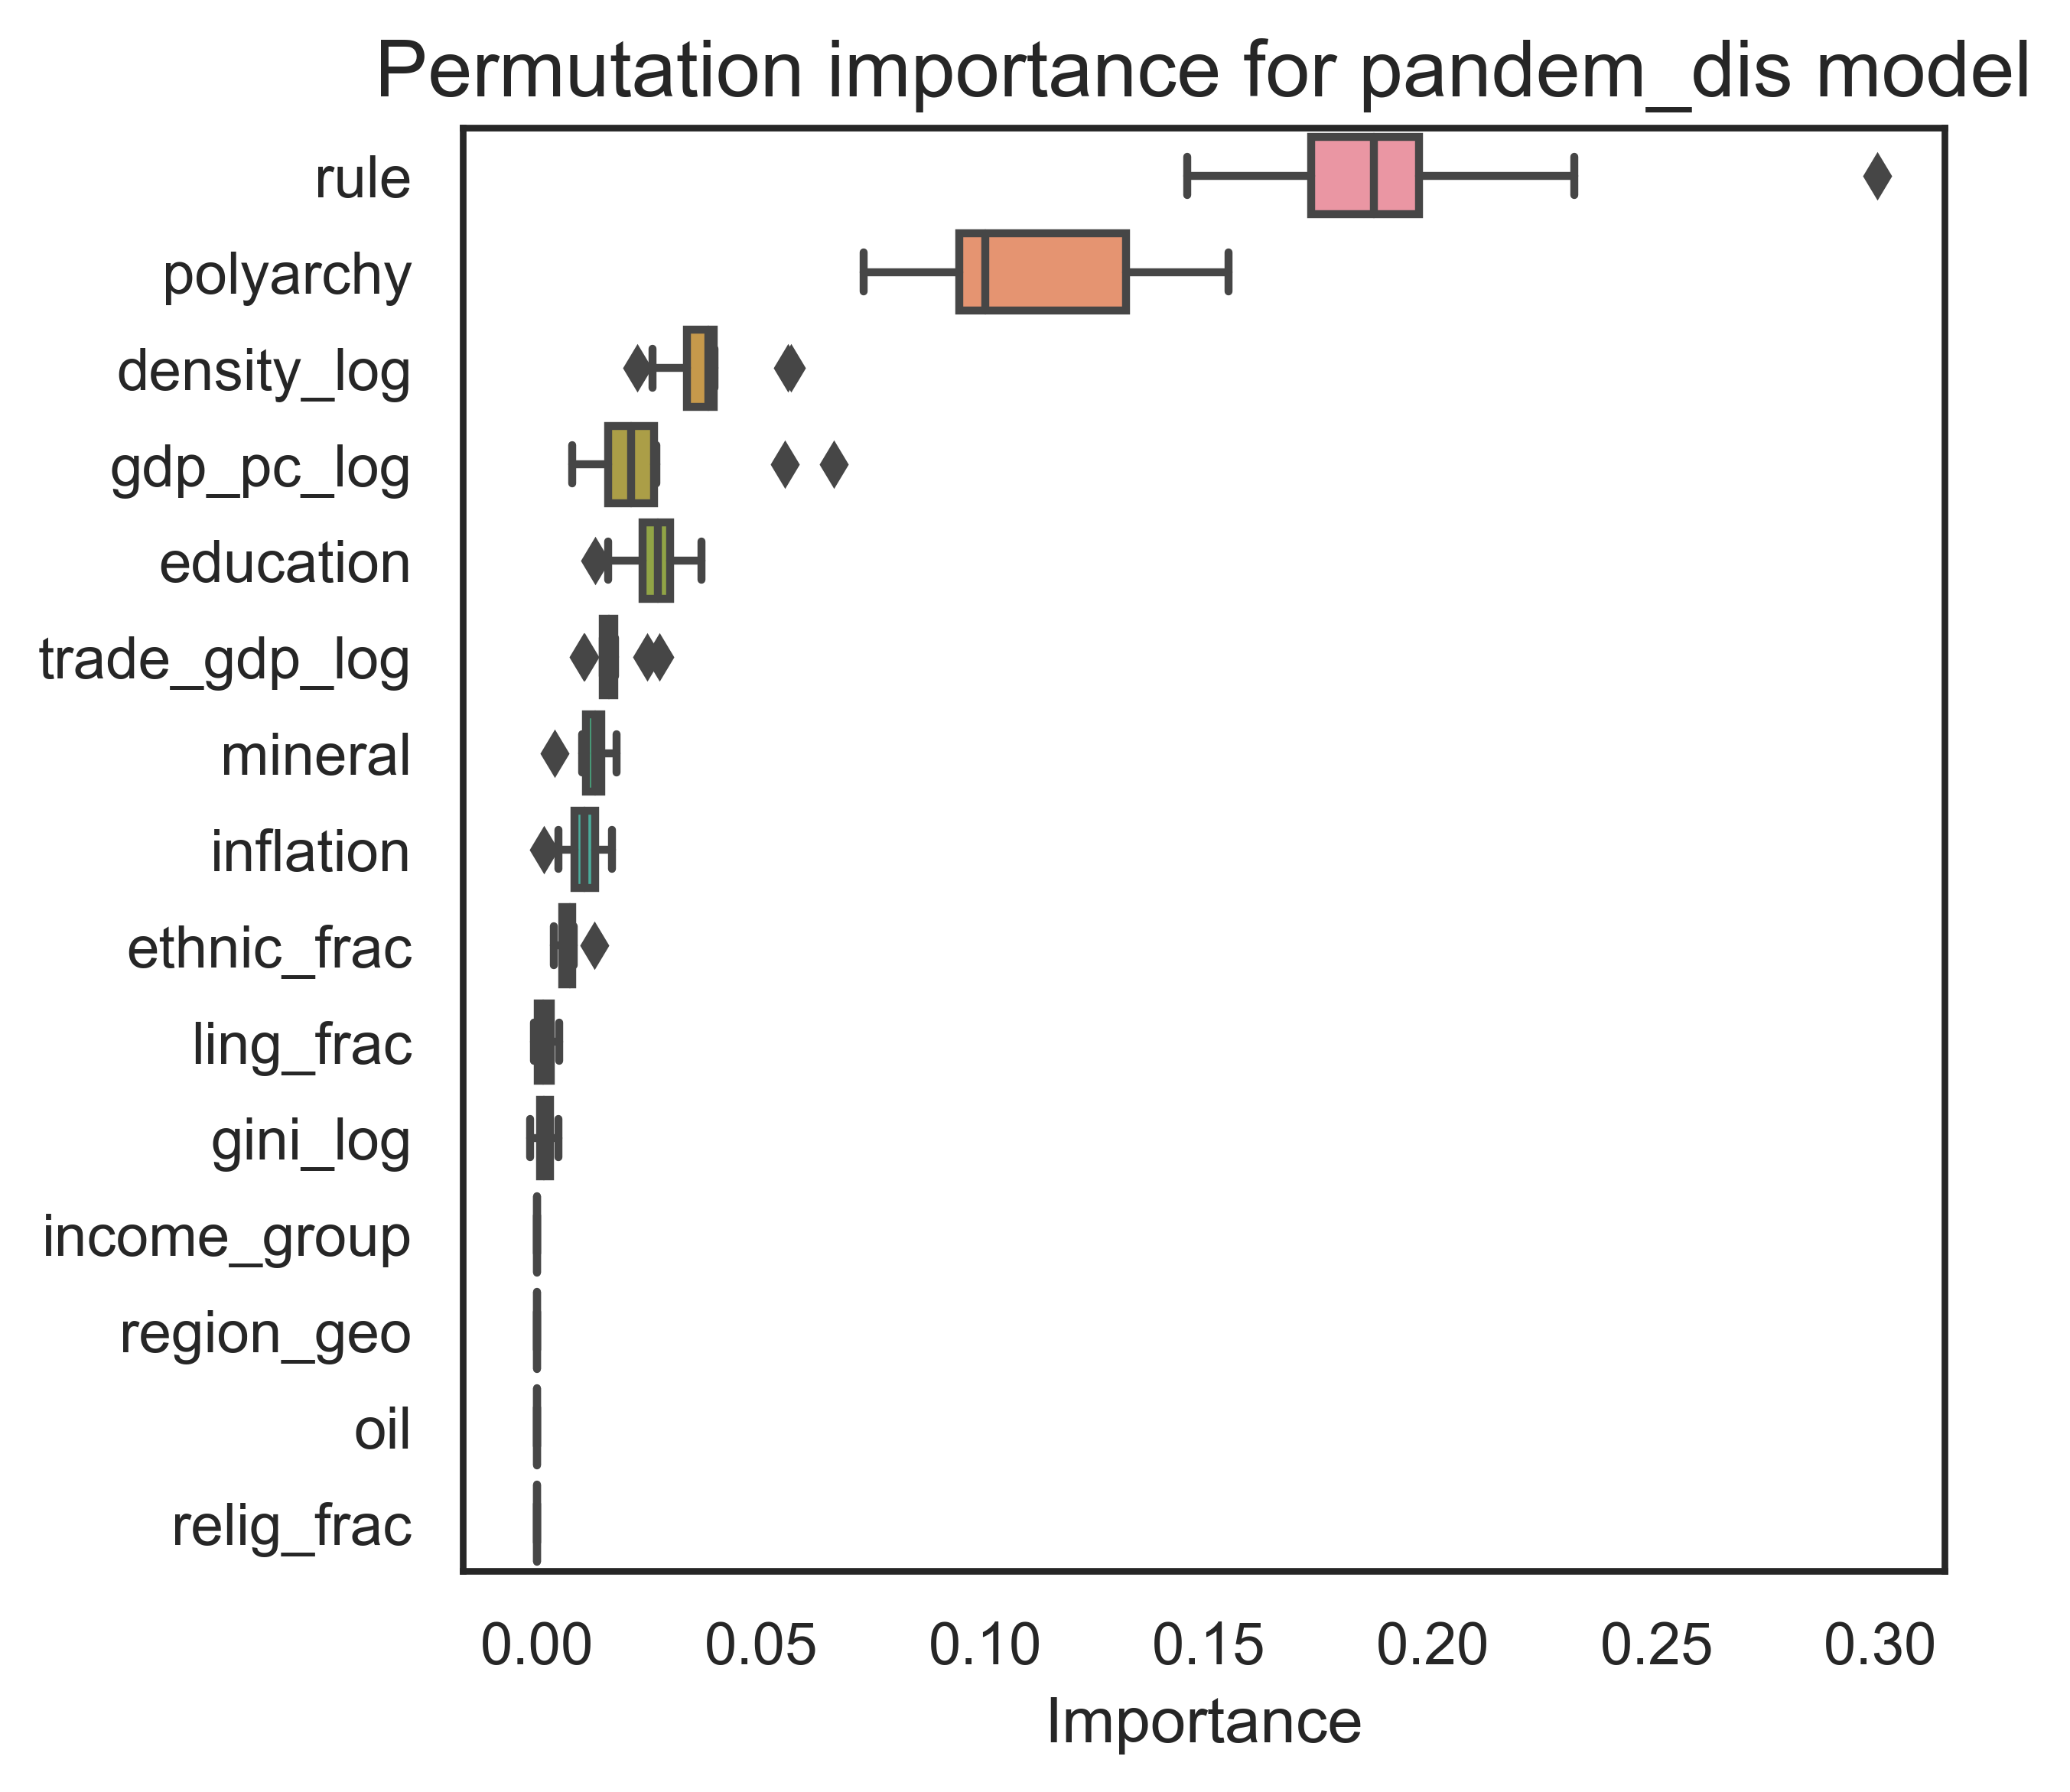 Permutation importance for pandem_dis model
rule
polyarchy
density_log
gdp_pc_log
education
trade_gdp_log
mineral
inflation
ethnic_frac
ling_frac
gini_log
income_group
region_geo
oil
relig_frac
0.00 0.05 0.10 0.15 0.20 0.25 0.30
Importance